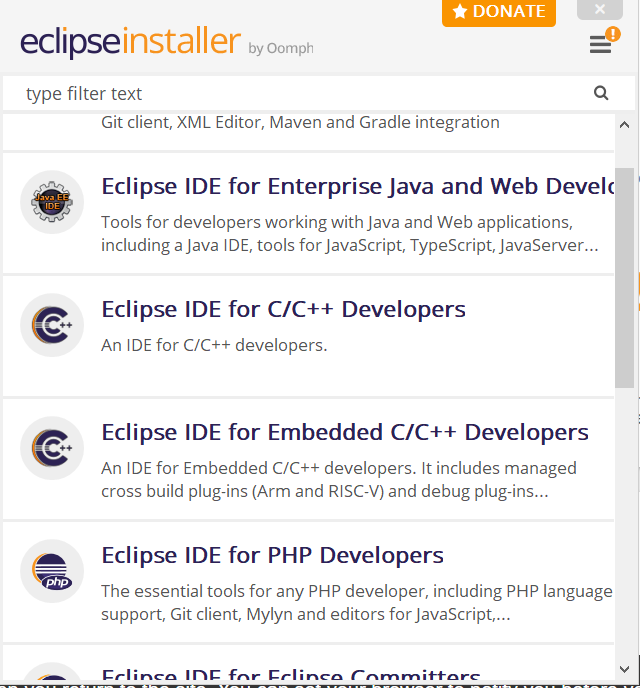 DONATE
eclipseinstaller by Oomph
!
type filter text
Git client, XML Editor, Maven and Gradle integration
Java EE
IDE
Eclipse IDE for Enterprise Java and Web Develo
Tools for developers working with Java and Web applications,
including a Java IDE, tools for JavaScript, TypeScript, JavaServer...
C++
Eclipse IDE for C/C++ Developers
An IDE for C/C++ developers.
C++
Eclipse IDE for Embedded C/C++ Developers
An IDE for Embedded C/C++ developers. It includes managed
cross build plug-ins (Arm and RISC-V) and debug plug-ins...
php
Eclipse IDE for PHP Developers
The essential tools for any PHP developer, including PHP language
support, Git client, Mylyn and editors for JavaScript,...
Eclipse IDE for Eclipse Committers